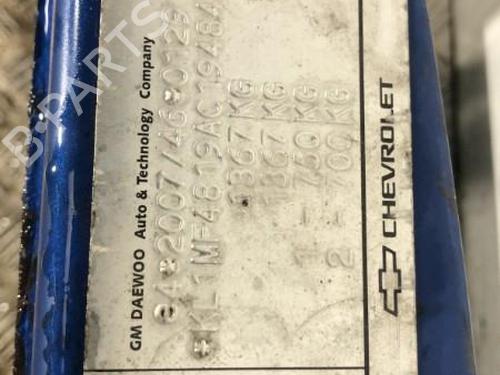 GM DAEWOO Auto & Technology Company
e4*2007/46*0129
*KL1MF4819AC19484
1367 KG
1367 KG
1 - 750 KG
2 - 700 KG
CHEVROLET
B-PARTS